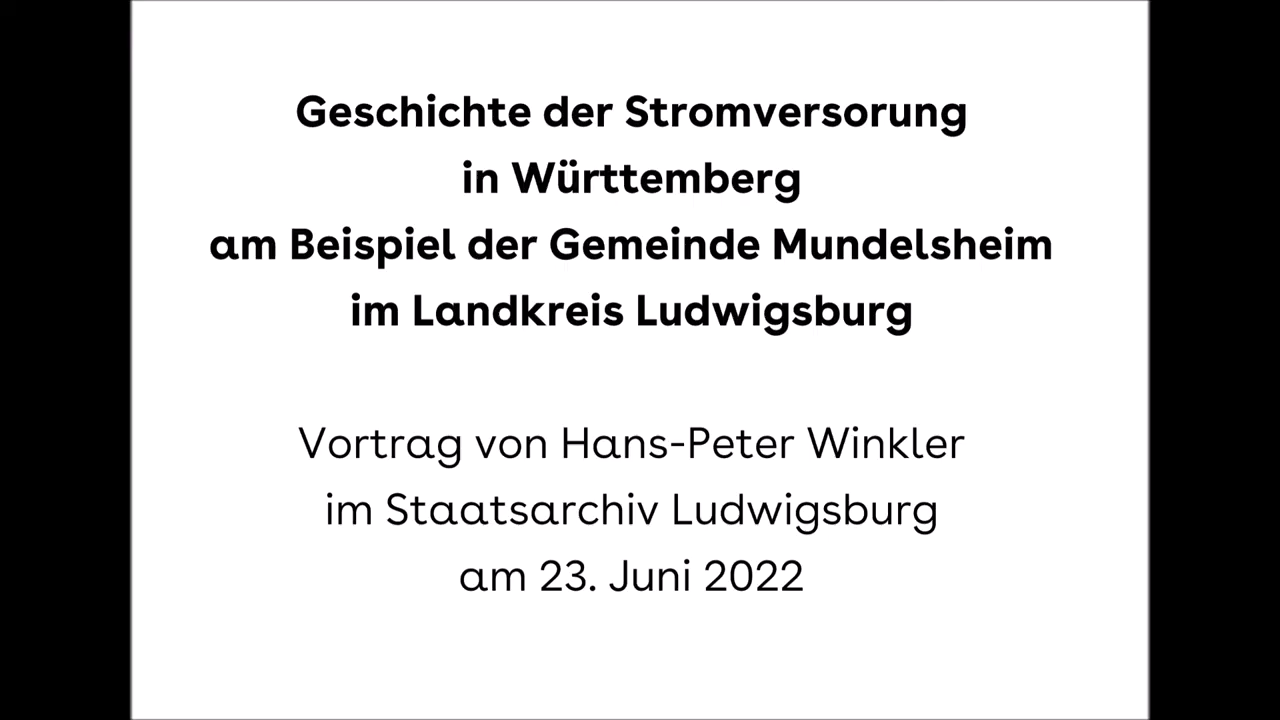 Geschichte der Stromversorung
in Württemberg
am Beispiel der Gemeinde Mundelsheim
im Landkreis Ludwigsburg
Vortrag von Hans-Peter Winkler
im Staatsarchiv Ludwigsburg
am 23. Juni 2022